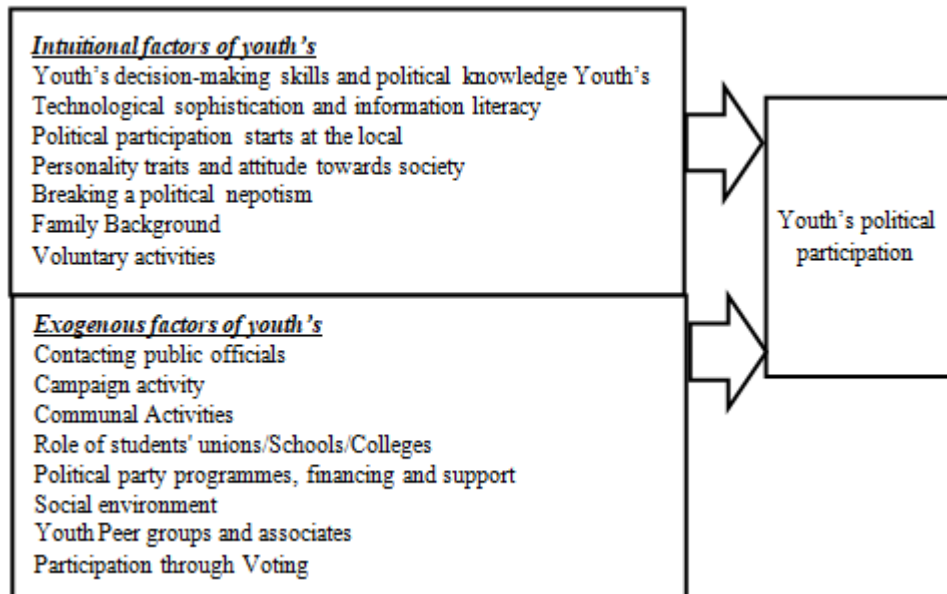 Intuitional factors of youth's
Youth's decision-making skills and political knowledge Youth's
Technological sophistication and information literacy
Political participation starts at the local
Personality traits and attitude towards society
Breaking a political nepotism
Family Background
Voluntary activities
Exogenous factors of youth's
Contacting public officials
Campaign activity
Communal Activities
Role of students' unions/Schools/Colleges
Political party programmes, financing and support
Social environment
Youth Peer groups and associates
Participation through Voting
Youth's political
participation